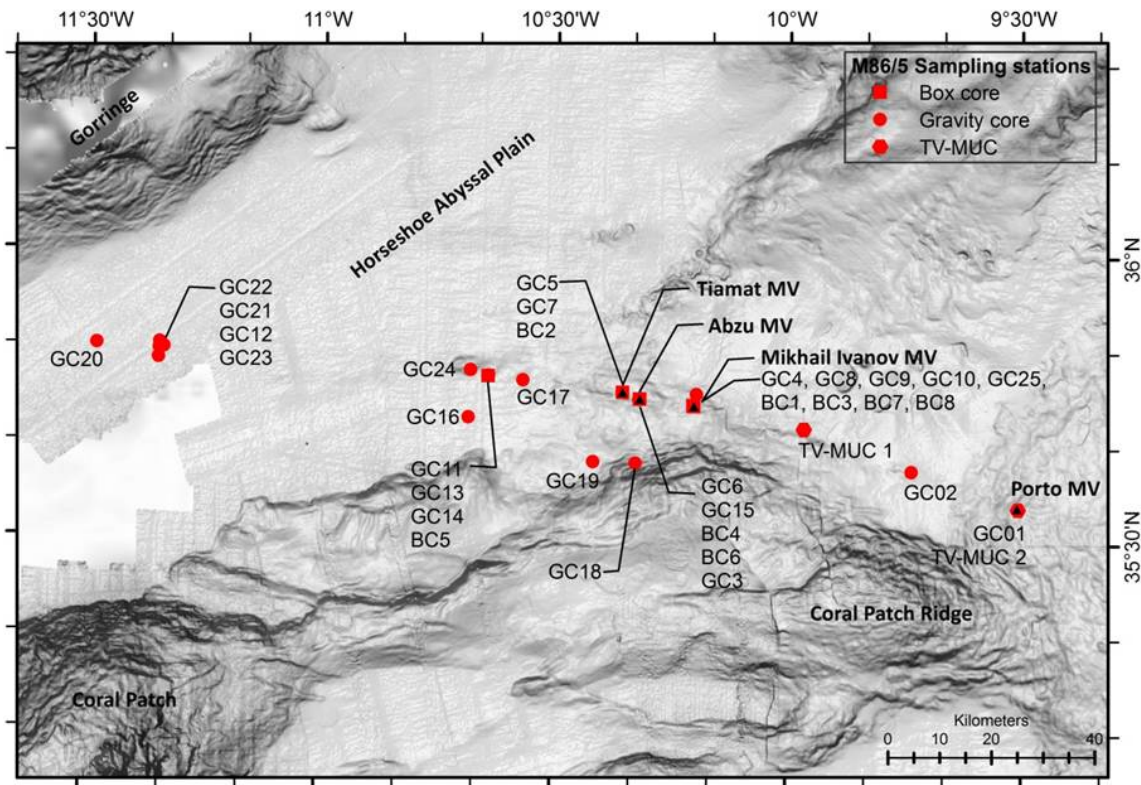 11°30'W
11°W
10°30'W
10°W
9°30'W
M86/5 Sampling stations
Box core
Gravity core
TV-MUC
Gorringe
Horseshoe Abyssal Plain
36°N
GC22
GC21
GC12
GC23
GC20
GC5
GC7
BC2
Tiamat MV
Abzu MV
Mikhail Ivanov MV
GC4, GC8, GC9, GC10, GC25,
BC1, BC3, BC7, BC8
GC24
GC17
GC16
TV-MUC 1
GC11
GC13
GC14
BC5
GC19
GC6
GC15
BC4
BC6
GC3
GC02
Porto MV
GC01
TV-MUC 2
35°30'N
GC18
Coral Patch Ridge
Coral Patch
Kilometers
0 10 20 40